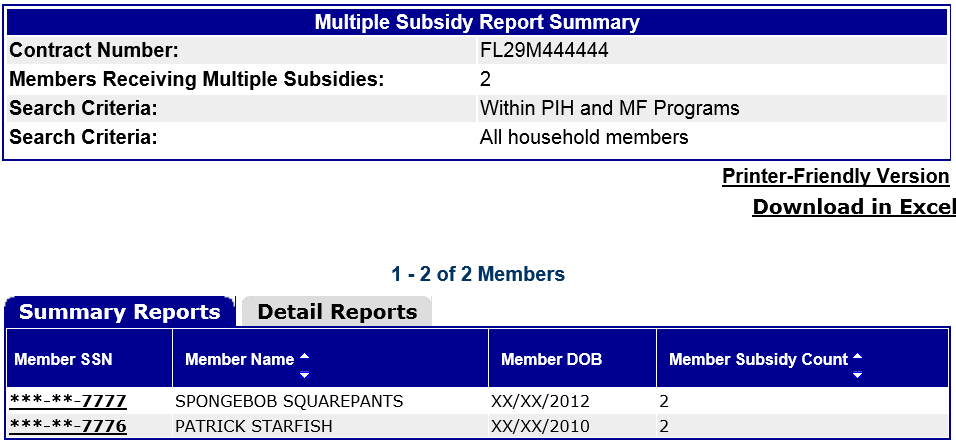 Multiple Subsidy Report Summary
Contract Number: FL29M444444
Members Receiving Multiple Subsidies: 2
Search Criteria: Within PIH and MF Programs
Search Criteria: All household members
Printer-Friendly Version
Download in Excel
1 - 2 of 2 Members
Summary Reports Detail Reports
Member SSN Member Name Member DOB Member Subsidy Count
***-**-7777 SPONGEBOB SQUAREPANTS XX/XX/2012 2
***-**-7776 PATRICK STARFISH XX/XX/2010 2